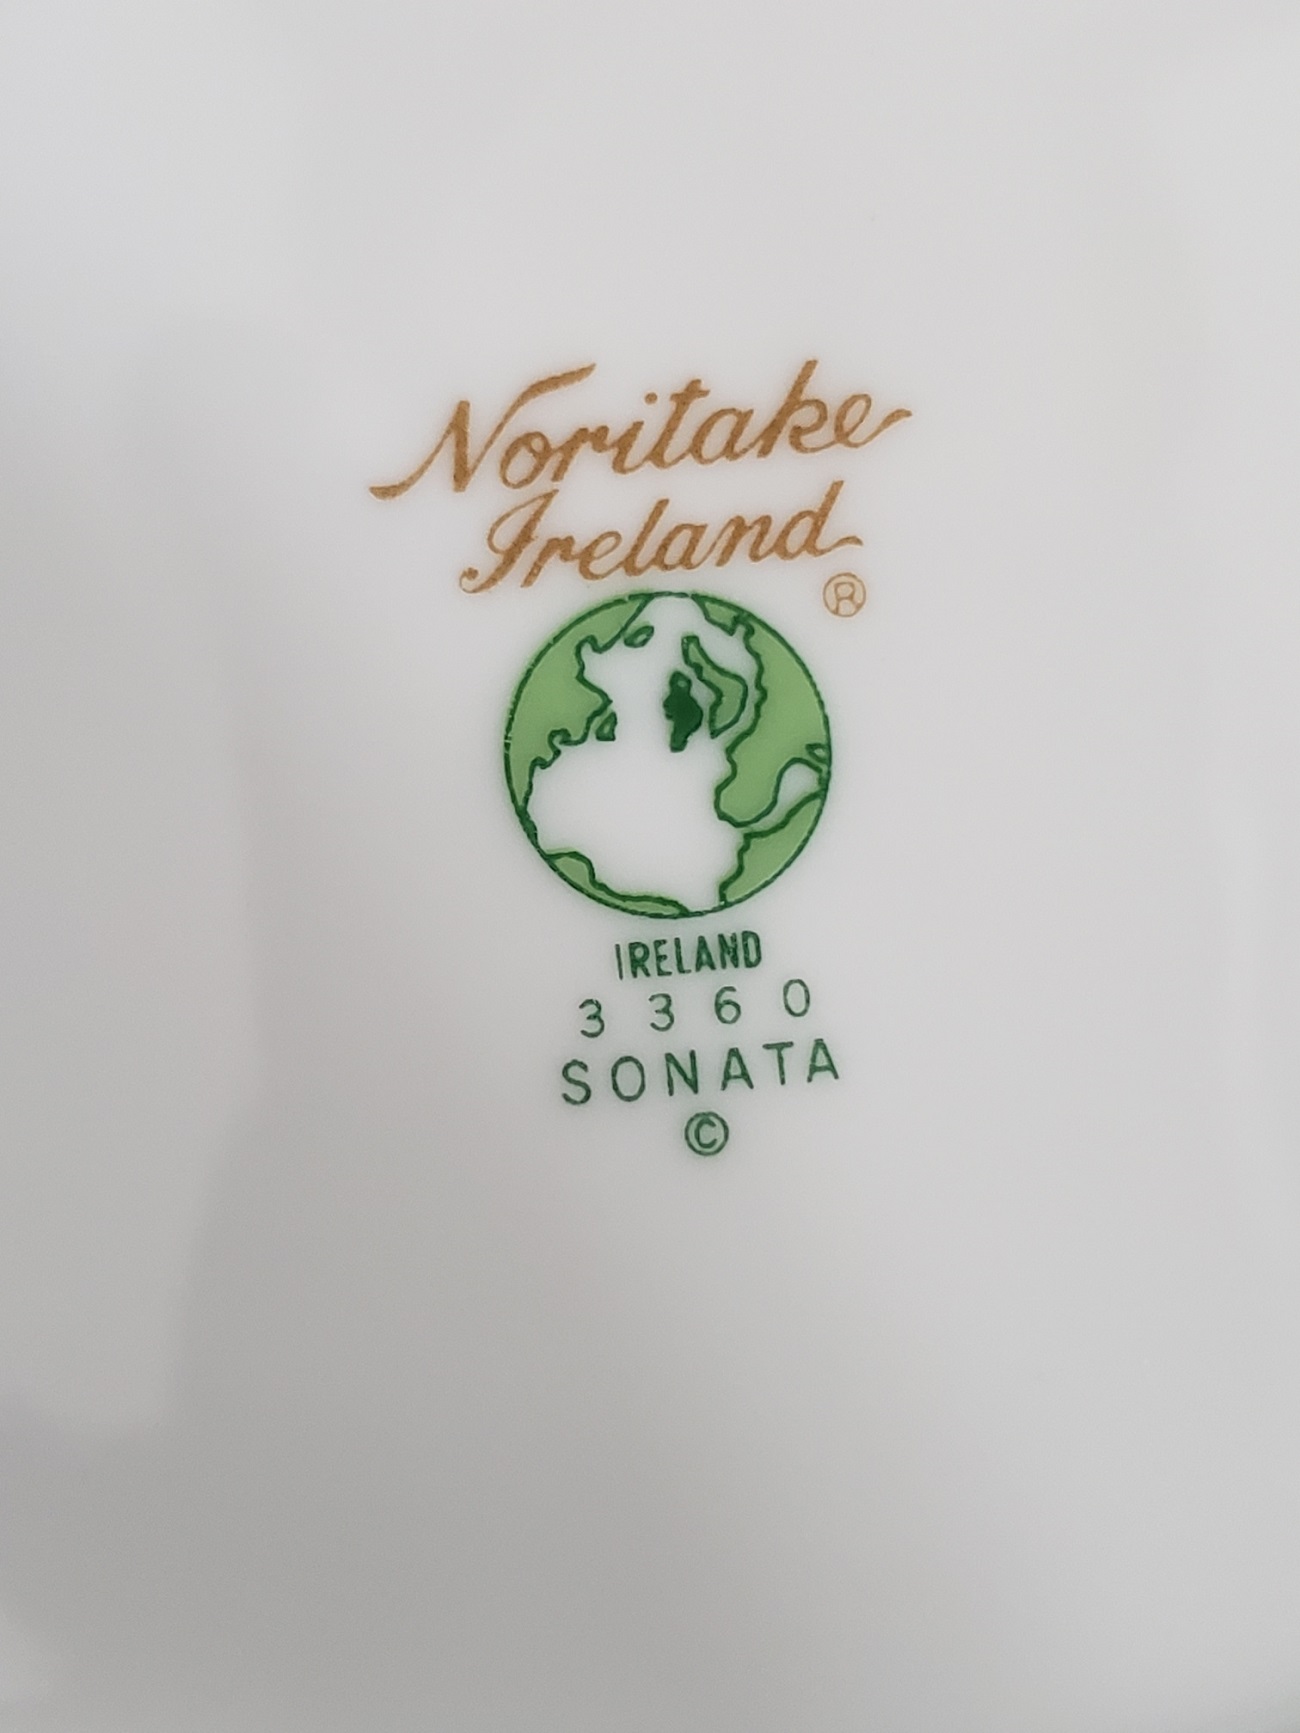 Noritake
Ireland
®
IRELAND
3360
SONATA
©